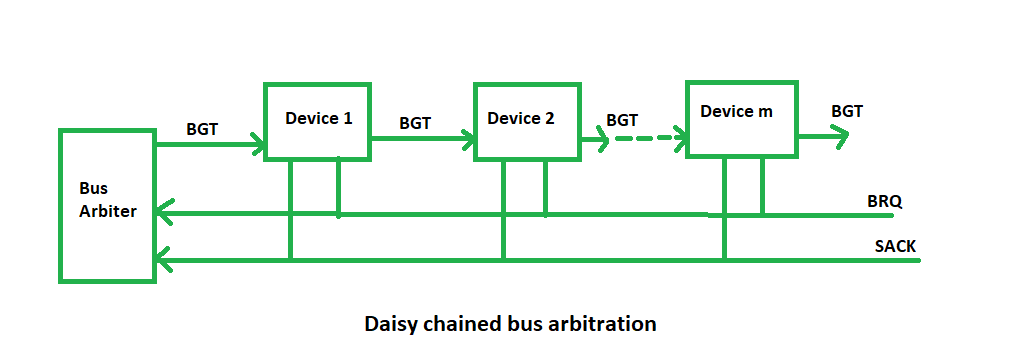 BGT
Device 1
BGT
Device 2
BGT
Device m
BGT
Bus
Arbiter
BRQ
SACK
Daisy chained bus arbitration